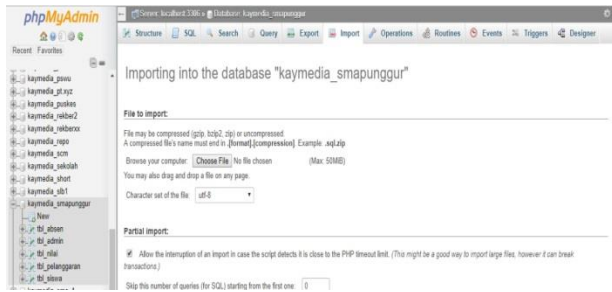 phpMyAdmin
Recent Favorites
kaymedia_pswu
kaymedia_pt.xyz
kaymedia_puskes
kaymedia_rekber2
kaymedia_rekberxx
kaymedia_repo
kaymedia_scm
kaymedia_sekolah
kaymedia_short
kaymedia_slb1
kaymedia_smapunggur
New
tbl_absen
tbl_admin
tbl_nilai
tbl_pelanggaran
tbl_siswa
Server: localhost:3306 » Database: kaymedia_smapunggur
Structure SQL Search Query Export Import Operations Routines Events Triggers Designer
Importing into the database "kaymedia_smapunggur"
File to import:
File may be compressed (gzip, bzip2, zip) or uncompressed.
A compressed file's name must end in .[format].[compression]. Example: .sql.zip
Browse your computer: Choose File No file chosen (Max: 50MiB)
You may also drag and drop a file on any page.
Character set of the file: utf-8
Partial import:
Allow the interruption of an import in case the script detects it is close to the PHP timeout limit. (This might be a good way to import large files, however it can break
transactions.)
Skip this number of queries (for SQL) starting from the first one: 0